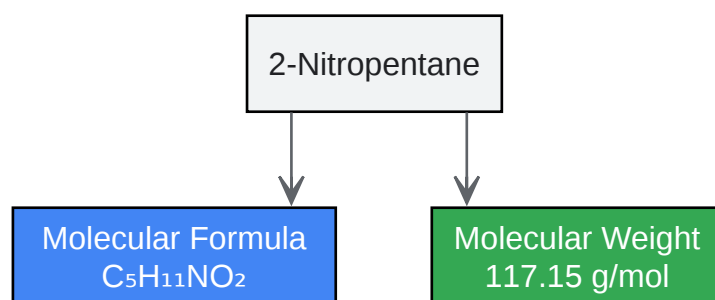 2-Nitropentane
Molecular Formula
C₅H₁₁NO₂
Molecular Weight
117.15 g/mol